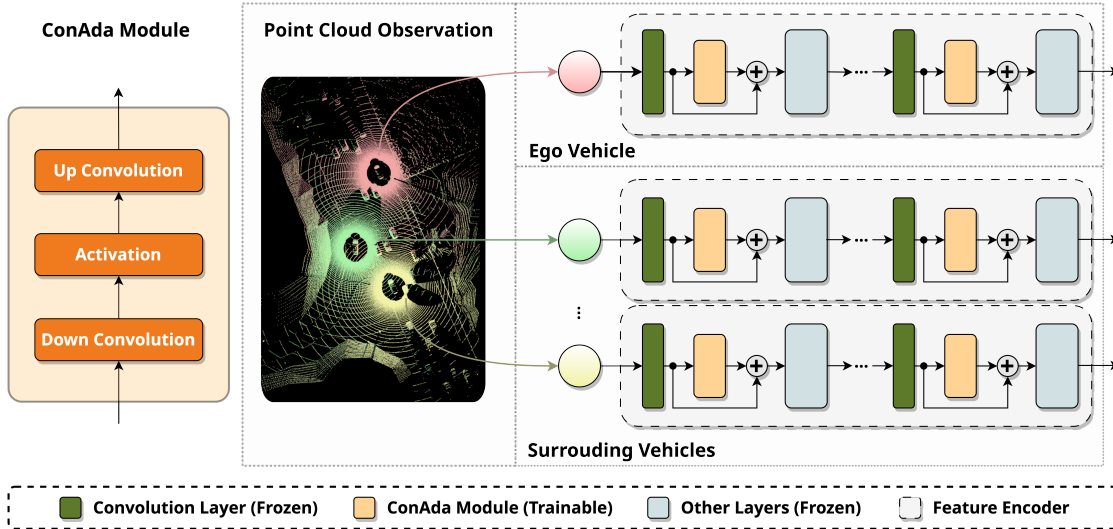 ConAda Module
Point Cloud Observation
Up Convolution
Activation
Down Convolution
Ego Vehicle
Surrouding Vehicles
Convolution Layer (Frozen)
ConAda Module (Trainable)
Other Layers (Frozen)
Feature Encoder